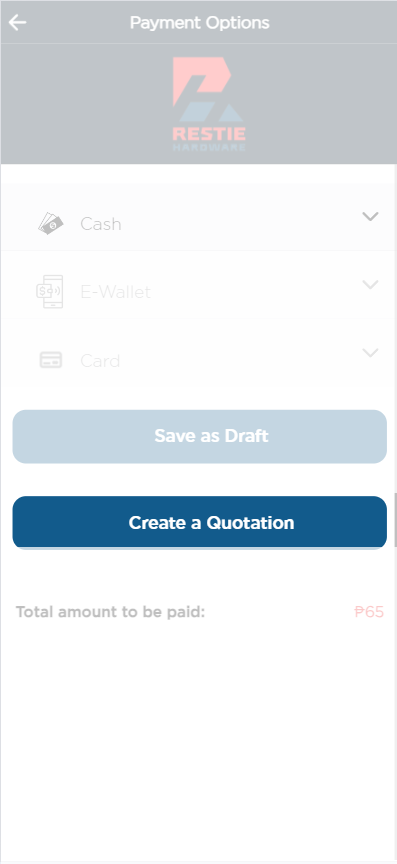 Payment Options
RESTIE
HARDWARE
Cash
E-Wallet
Card
Save as Draft
Create a Quotation
Total amount to be paid: ₱65